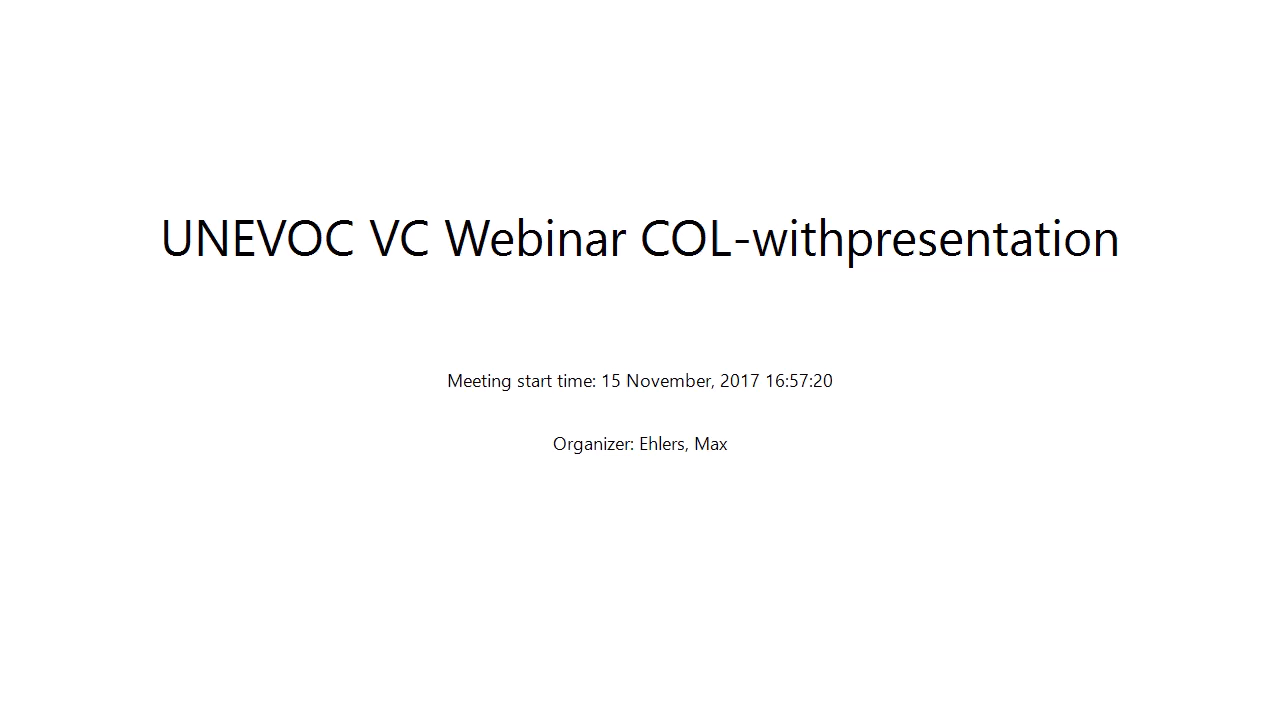 UNEVOC VC Webinar COL-withpresentation
Meeting start time: 15 November, 2017 16:57:20
Organizer: Ehlers, Max